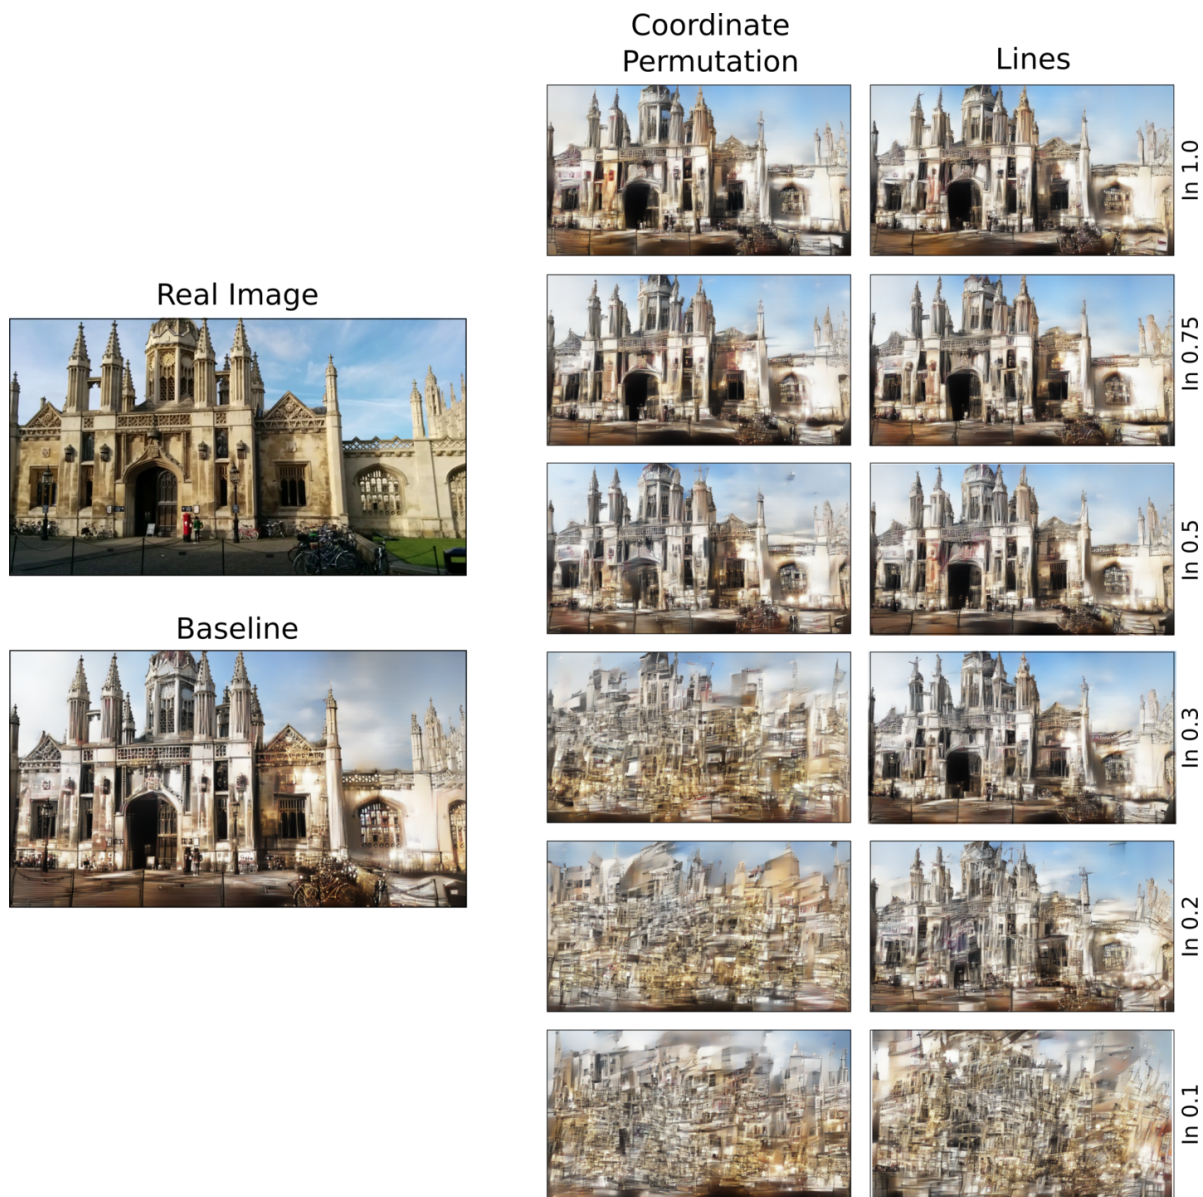 Coordinate
Permutation
Lines
In 1.0
In 0.75
Real Image
In 0.5
Baseline
In 0.3
In 0.2
In 0.1